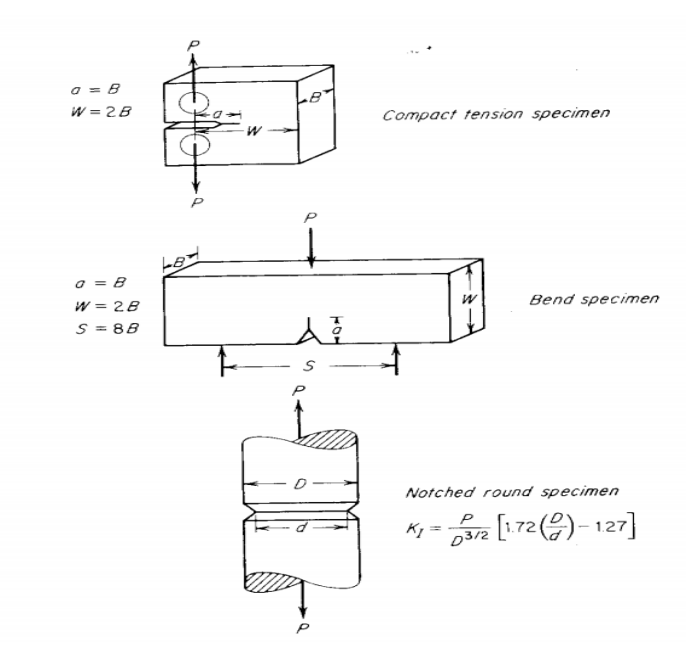 P
a = B
W = 2B
B
a
W
Compact tension specimen
P
P
B
a = B
W = 2B
S = 8B
W
Bend specimen
a
S
P
D
Notched round specimen
d
K_I = P/D^{3/2} [1.72(D/d) - 1.27]
P